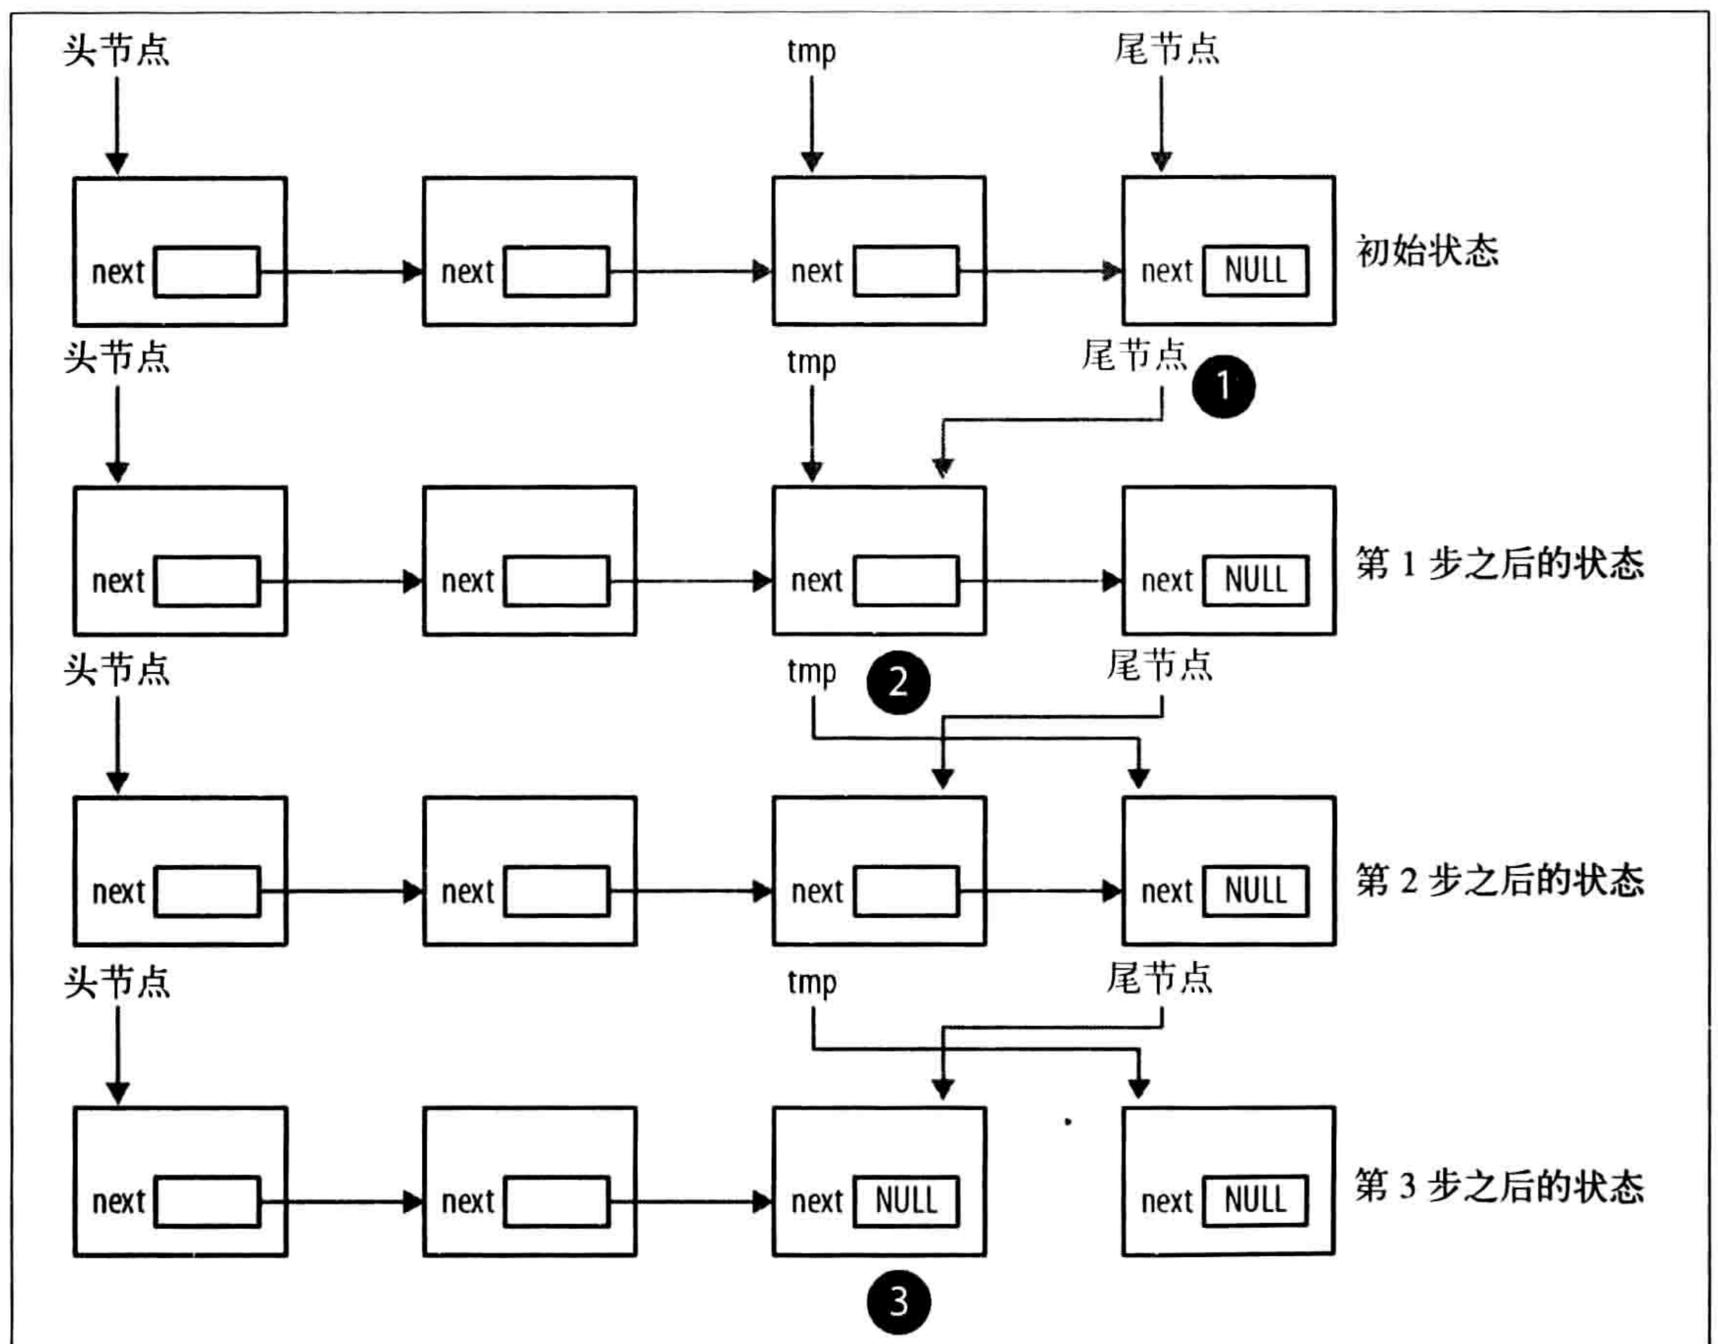 头节点 tmp 尾节点
next next next next NULL 初始状态
头节点 tmp 尾节点 1
next next next next NULL 第 1 步之后的状态
头节点 tmp 2 尾节点
next next next next NULL 第 2 步之后的状态
头节点 tmp 尾节点
next next next NULL next NULL 第 3 步之后的状态
3